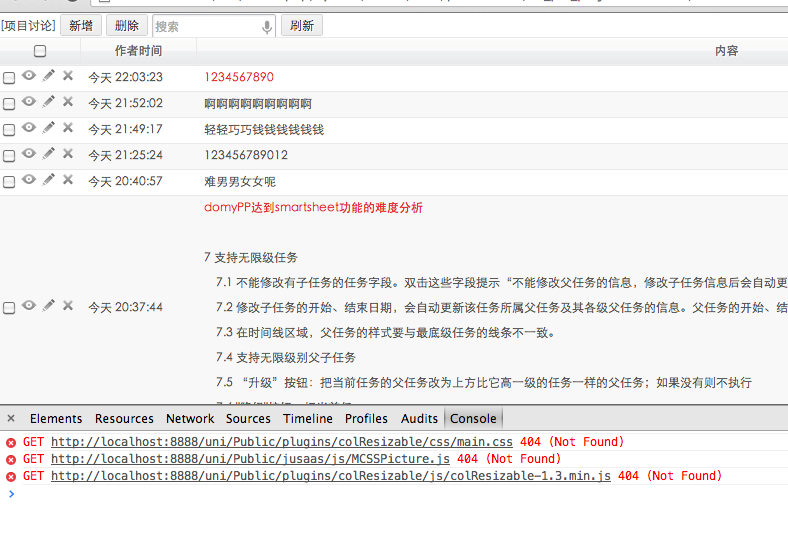 [项目讨论] 新增 删除 搜索 刷新
作者时间 内容
今天 22:03:23 1234567890
今天 21:52:02 啊啊啊啊啊啊啊啊啊
今天 21:49:17 轻轻巧巧钱钱钱钱钱钱
今天 21:25:24 123456789012
今天 20:40:57 难男男女女呢
domyPP达到smartsheet功能的难度分析
7 支持无限级任务
7.1 不能修改有子任务的任务字段。双击这些字段提示“不能修改父任务的信息，修改子任务信息后会自动更
今天 20:37:44 7.2 修改子任务的开始、结束日期，会自动更新该任务所属父任务及其各级父任务的信息。父任务的开始、结
7.3 在时间线区域，父任务的样式要与最底级任务的线条不一致。
7.4 支持无限级别父子任务
7.5 “升级”按钮：把当前任务的父任务改为上方比它高一级的任务一样的父任务；如果没有则不执行
Elements Resources Network Sources Timeline Profiles Audits Console
GET http://localhost:8888/uni/Public/plugins/colResizable/css/main.css 404 (Not Found)
GET http://localhost:8888/uni/Public/jusaas/js/MCSSPicture.js 404 (Not Found)
GET http://localhost:8888/uni/Public/plugins/colResizable/js/colResizable-1.3.min.js 404 (Not Found)